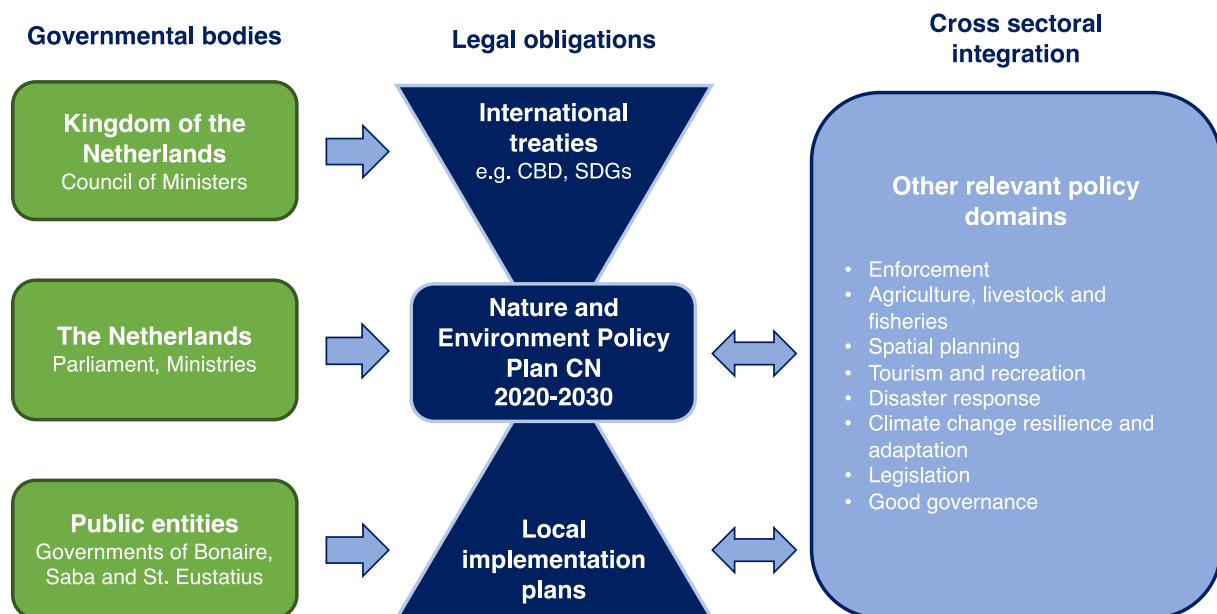 Governmental bodies
Legal obligations
Cross sectoral
integration
Kingdom of the
Netherlands
Council of Ministers
International
treaties
e.g. CBD, SDGs
The Netherlands
Parliament, Ministries
Nature and
Environment Policy
Plan CN
2020-2030
Public entities
Governments of Bonaire,
Saba and St. Eustatius
Local
implementation
plans
Other relevant policy
domains
• Enforcement
• Agriculture, livestock and
fisheries
• Spatial planning
• Tourism and recreation
• Disaster response
• Climate change resilience and
adaptation
• Legislation
• Good governance